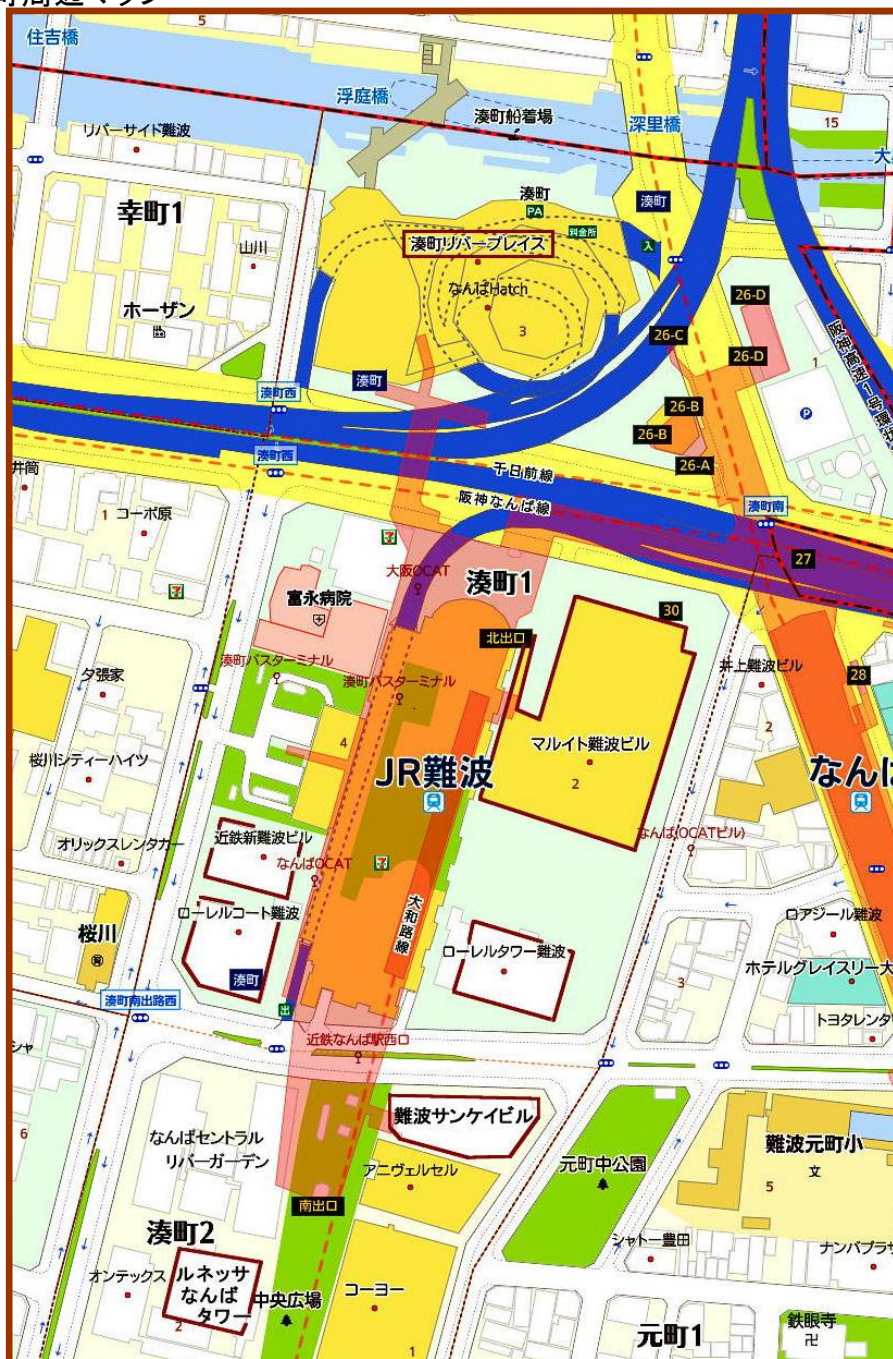 住吉橋
5
浮庭橋
湊町船着場
深里橋
15
大
リバーサイド難波
幸町1
湊町
PA
湊町
料金所
入
山川
湊町リバープレイス
なんばHatch
ホーザン
3
26-D
26-C
26-D
1
阪神高速1号環状
湊町
湊町西
26-B
P
26-B
湊町西
26-A
井筒
千日前線
阪神なんば線
湊町南
1
コーポ原
27
大阪OCAT
湊町1
富永病院
30
北出口
湊町バスターミナル
井上難波ビル
28
夕張家
湊町バスターミナル
2
4
マルイト難波ビル
桜川シティーハイツ
JR難波
2
なんば
オリックスレンタカー
近鉄新難波ビル
なんば(OCATビル)
なんばOCAT
大和路線
ローレルコート難波
ロアジール難波
桜川
ローレルタワー難波
3
ホテルグレイスリー大
湊町
湊町南出路西
出
トヨタレンタ
近鉄なんば駅西口
シャ
難波サンケイビル
6
なんばセントラル
リバーガーデン
アニヴェルセル
元町中公園
難波元町小
文
5
南出口
湊町2
シャトー豊田
ナンバプラザ
オンテックス
ルネッサ
なんば
タワー
2
中央広場
コーヨー
鉄眼寺
元町1
1